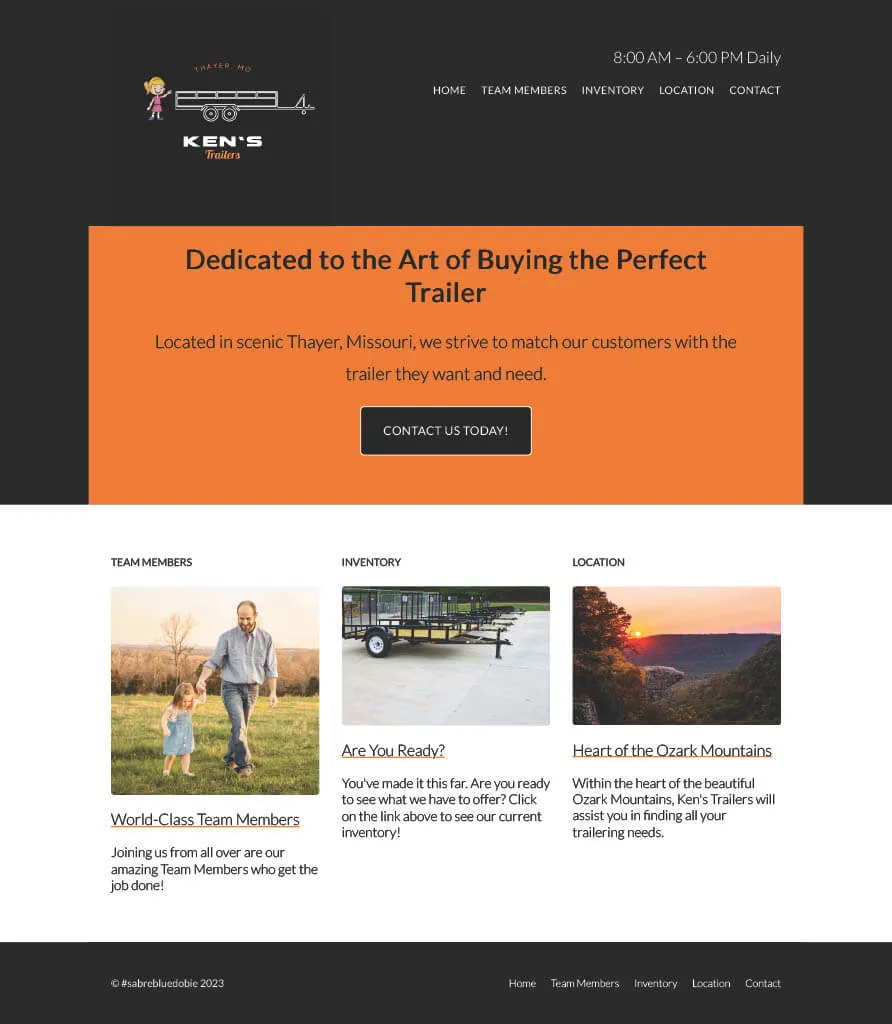 THAYER, MO
KEN'S
Trailers
8:00 AM – 6:00 PM Daily
HOME TEAM MEMBERS INVENTORY LOCATION CONTACT
Dedicated to the Art of Buying the Perfect
Trailer
Located in scenic Thayer, Missouri, we strive to match our customers with the
trailer they want and need.
CONTACT US TODAY!
TEAM MEMBERS
World-Class Team Members
Joining us from all over are our
amazing Team Members who get the
job done!
INVENTORY
Are You Ready?
You've made it this far. Are you ready
to see what we have to offer? Click
on the link above to see our current
inventory!
LOCATION
Heart of the Ozark Mountains
Within the heart of the beautiful
Ozark Mountains, Ken's Trailers will
assist you in finding all your
trailering needs.
© #sabrebluedobie 2023
Home Team Members Inventory Location Contact